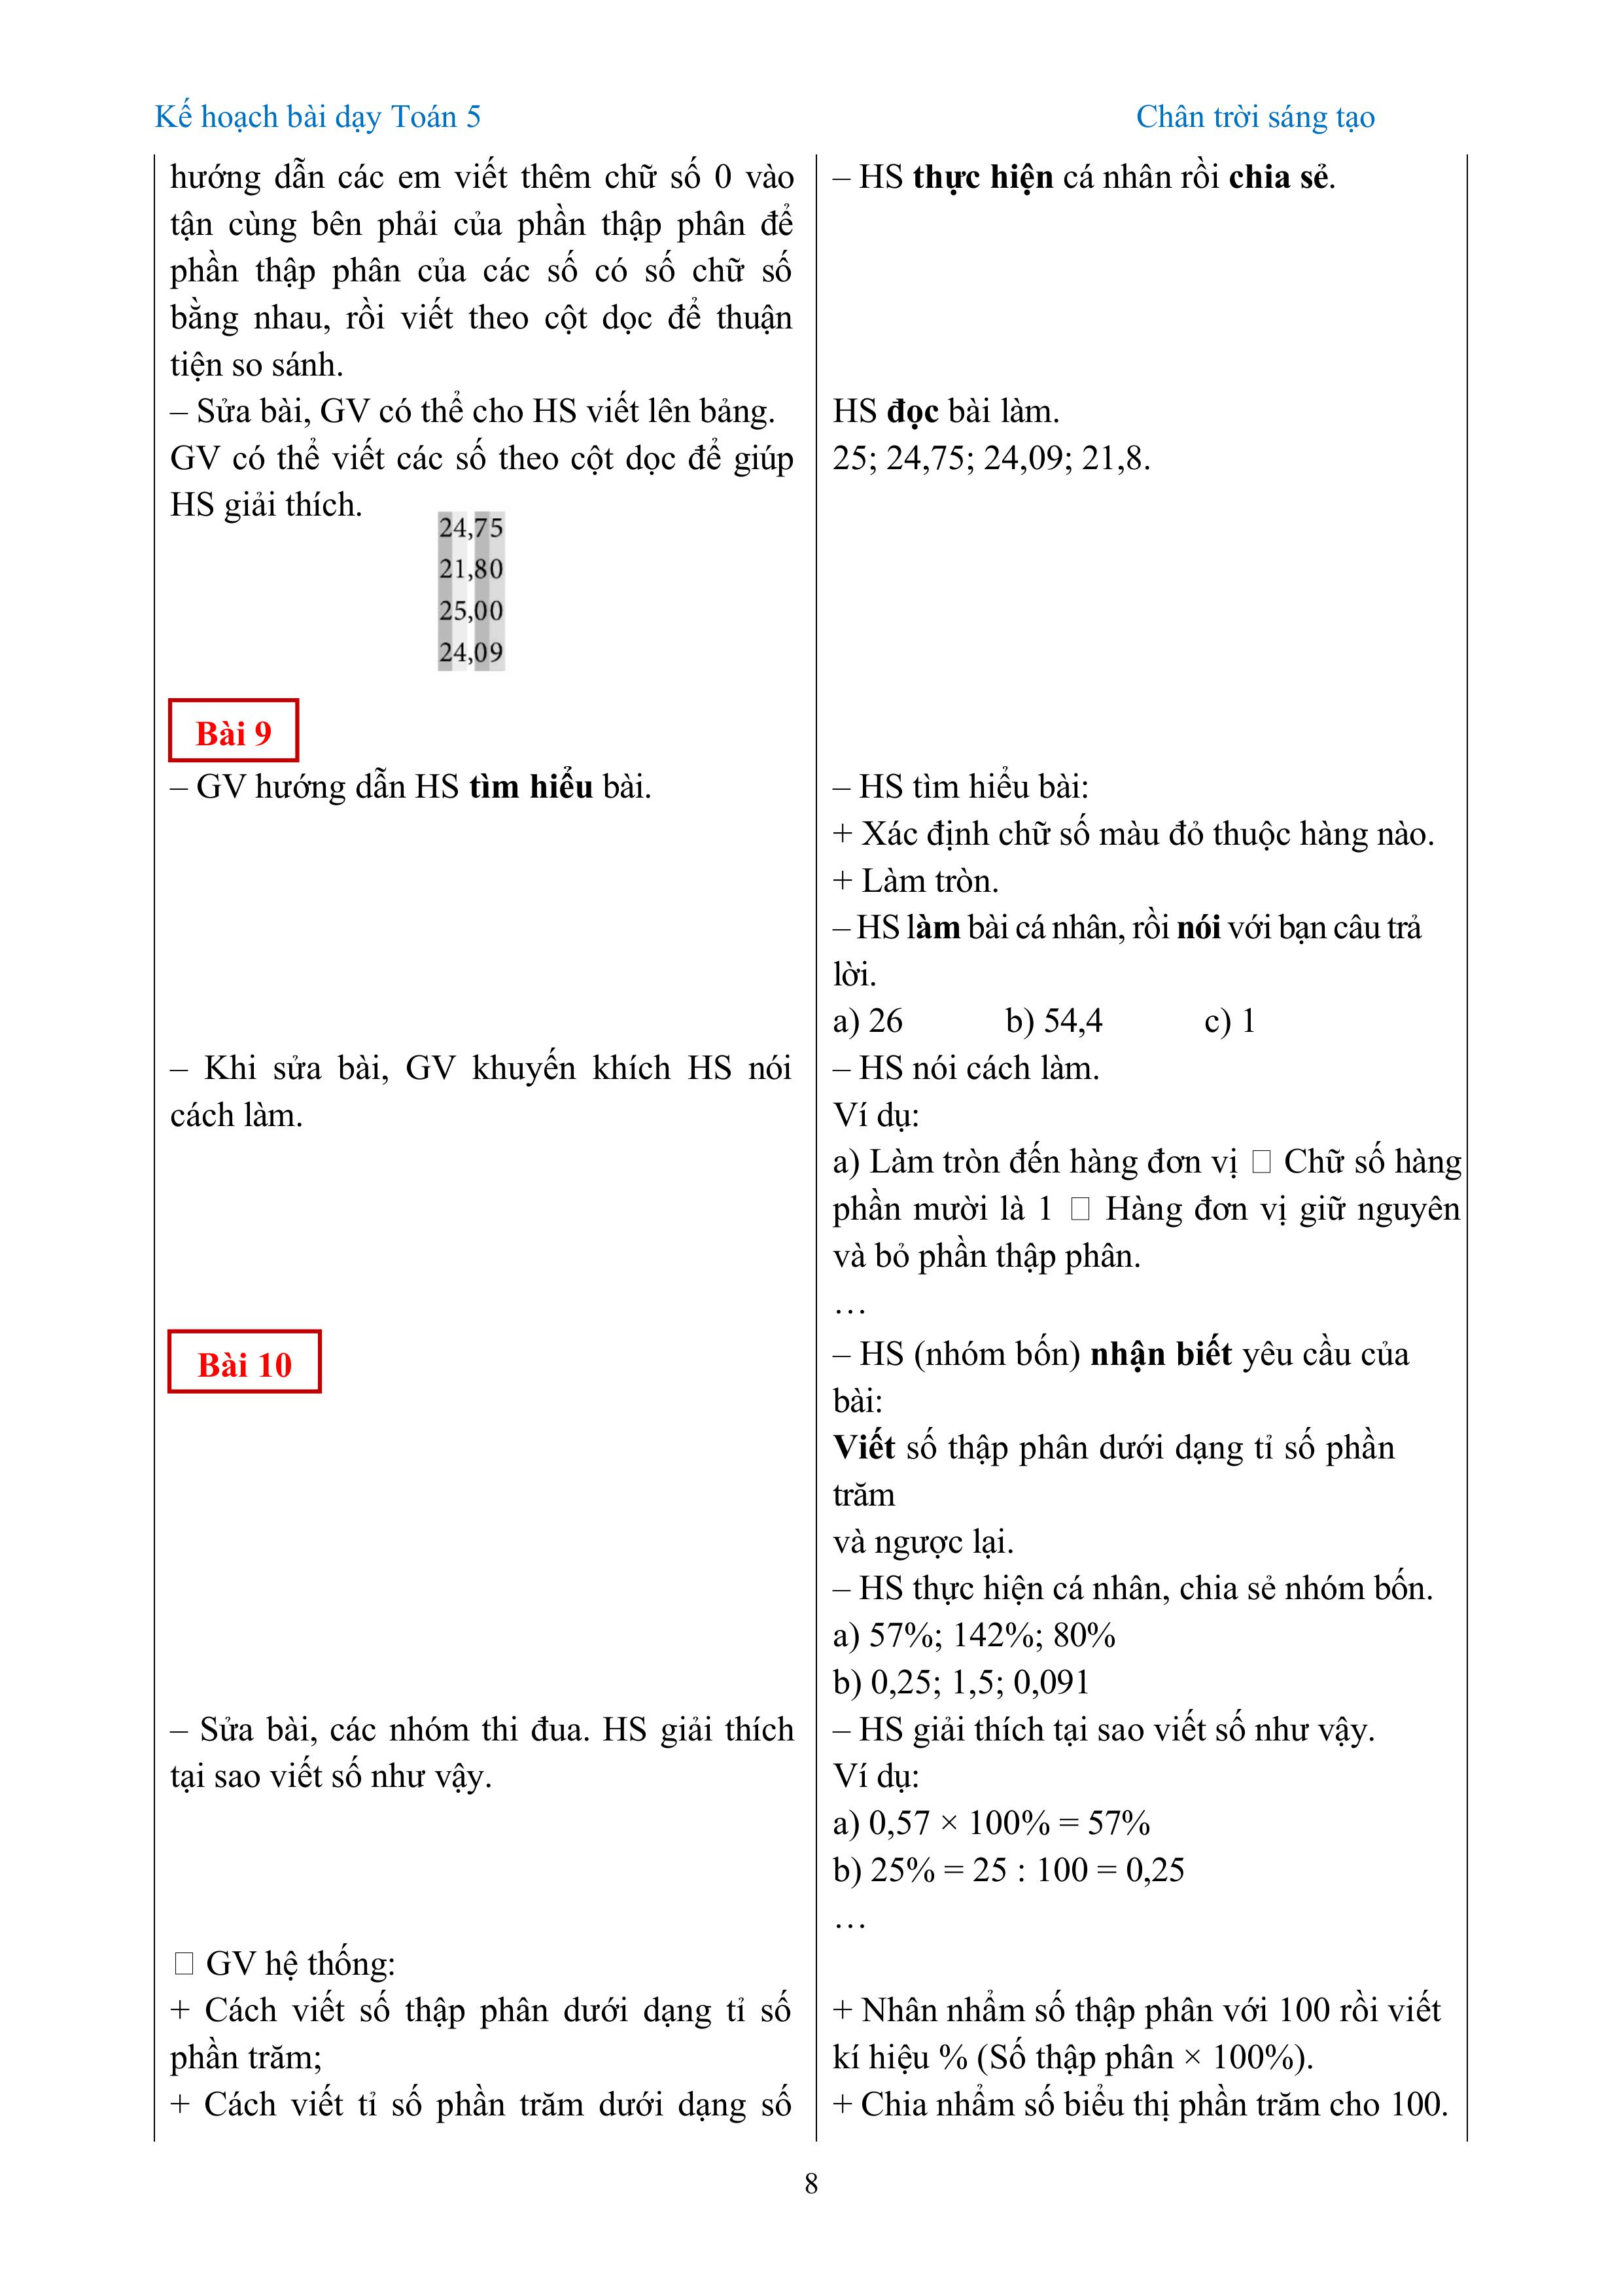 Kế hoạch bài dạy Toán 5
Chân trời sáng tạo
hướng dẫn các em viết thêm chữ số 0 vào
tận cùng bên phải của phần thập phân để
phần thập phân của các số có số chữ số
bằng nhau, rồi viết theo cột dọc để thuận
tiện so sánh.
– Sửa bài, GV có thể cho HS viết lên bảng.
GV có thể viết các số theo cột dọc để giúp
HS giải thích.
24,75
21,80
25,00
24,09
Bài 9
– GV hướng dẫn HS tìm hiểu bài.
– Khi sửa bài, GV khuyến khích HS nói
cách làm.
Bài 10
– Sửa bài, các nhóm thi đua. HS giải thích
tại sao viết số như vậy.
□ GV hệ thống:
+ Cách viết số thập phân dưới dạng tỉ số
phần trăm;
+ Cách viết tỉ số phần trăm dưới dạng số
– HS thực hiện cá nhân rồi chia sẻ.
HS đọc bài làm.
25; 24,75; 24,09; 21,8.
– HS tìm hiểu bài:
+ Xác định chữ số màu đỏ thuộc hàng nào.
+ Làm tròn.
– HS làm bài cá nhân, rồi nói với bạn câu trả
lời.
a) 26 b) 54,4 c) 1
– HS nói cách làm.
Ví dụ:
a) Làm tròn đến hàng đơn vị □ Chữ số hàng
phần mười là 1 □ Hàng đơn vị giữ nguyên
và bỏ phần thập phân.
…
– HS (nhóm bốn) nhận biết yêu cầu của
bài:
Viết số thập phân dưới dạng tỉ số phần
trăm
và ngược lại.
– HS thực hiện cá nhân, chia sẻ nhóm bốn.
a) 57%; 142%; 80%
b) 0,25; 1,5; 0,091
– HS giải thích tại sao viết số như vậy.
Ví dụ:
a) 0,57 × 100% = 57%
b) 25% = 25 : 100 = 0,25
…
+ Nhân nhẩm số thập phân với 100 rồi viết
kí hiệu % (Số thập phân × 100%).
+ Chia nhẩm số biểu thị phần trăm cho 100.
8